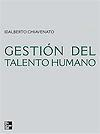 IDALBERTO CHIAVENATO
GESTIÓN DEL
TALENTO HUMANO